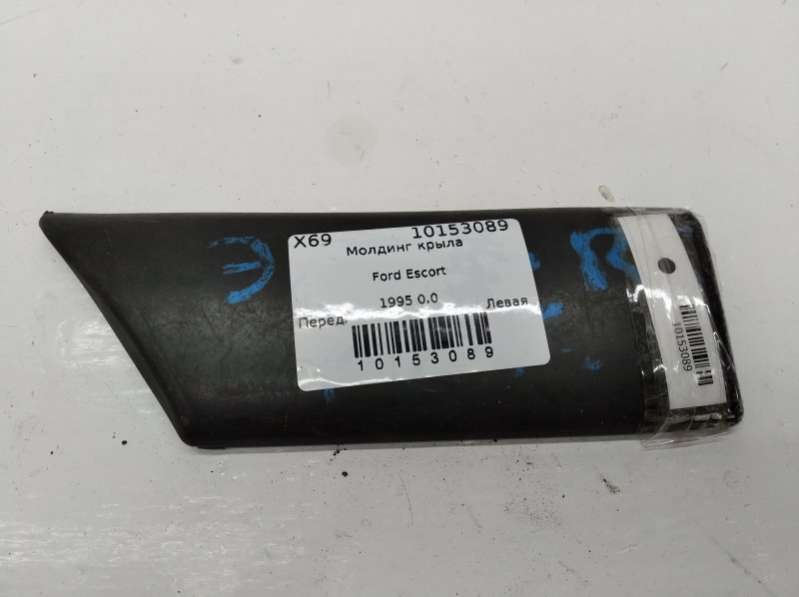 X69 10153089
Молдинг крыла
Ford Escort
1995 0.0
Перед. Левая
10153089
10153089